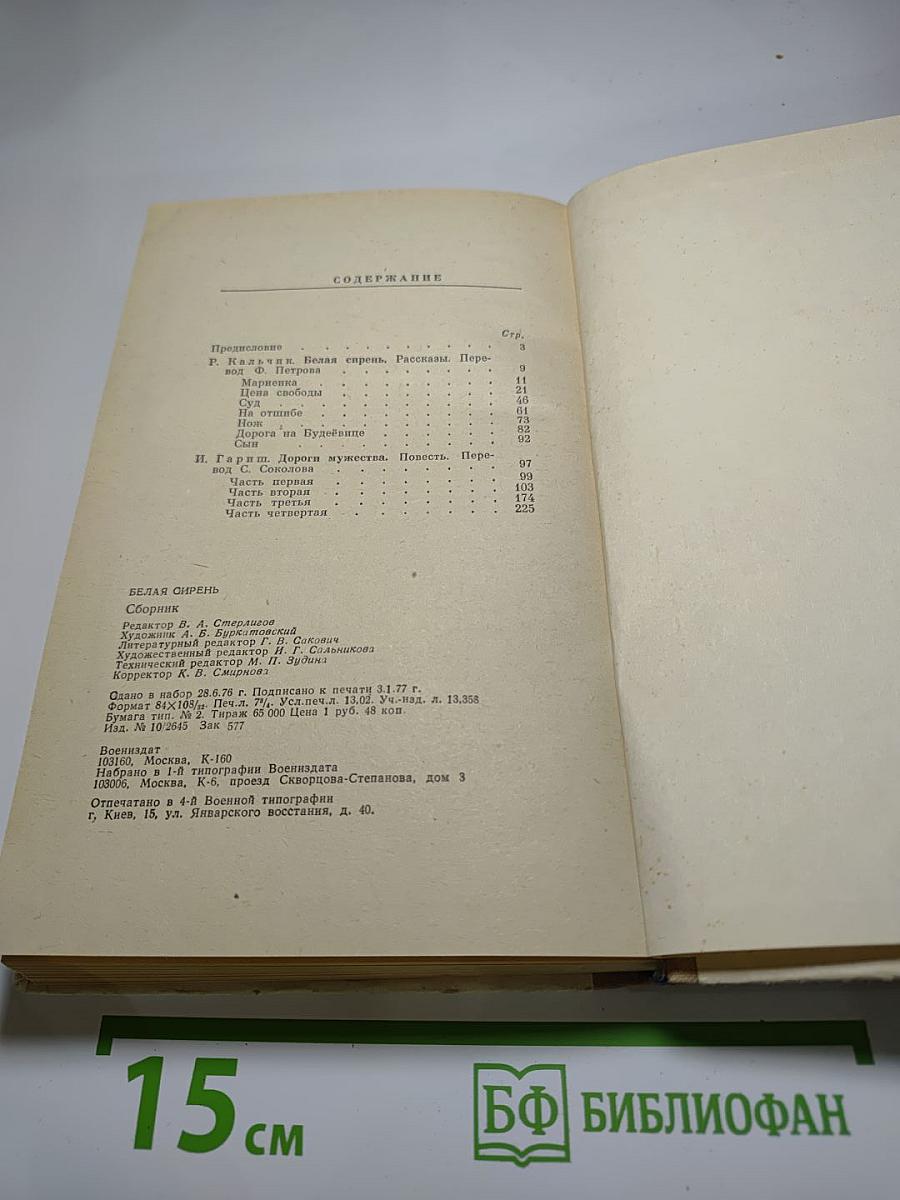 СОДЕРЖАНИЕ
Стр.
Предисловие . . . . . . . . . 3
Р. Кальчик. Белая сирень. Рассказы. Пере-
вод Ф. Петрова . . . . . . . . 9
Мариенка . . . . . . . . 11
Цена свободы . . . . . . . 21
Суд . . . . . . . . . 46
На отшибе . . . . . . . . 61
Нож . . . . . . . . . 73
Дорога на Будеёвице . . . . . 82
Сын . . . . . . . . . 92
И. Гариш. Дороги мужества. Повесть. Пере-
вод С. Соколова . . . . . . . 97
Часть первая . . . . . . . 99
Часть вторая . . . . . . . 103
Часть третья . . . . . . . 174
Часть четвертая . . . . . . 225
БЕЛАЯ СИРЕНЬ
Сборник
Редактор В. А. Стерлигов
Художник А. Б. Буркатовский
Литературный редактор Г. В. Сакович
Художественный редактор И. Г. Сальникова
Технический редактор М. П. Зудина
Корректор К. В. Смирнова
Сдано в набор 28.6.76 г. Подписано к печати 3.1.77 г.
Формат 84×108/32. Печ.л. 7³/₄. Усл.печ.л. 13,02. Уч.-изд. л. 13,358
Бумага тип. № 2. Тираж 65 000 Цена 1 руб. 48 коп.
Изд. № 10/2645 Зак 577
Воениздат
103160, Москва, К-160
Набрано в 1-й типографии Воениздата
103006, Москва, К-6, проезд Скворцова-Степанова, дом 3
Отпечатано в 4-й Военной типографии
г, Киев, 15, ул. Январского восстания, д. 40.
15 см
БФ БИБЛИОФАН